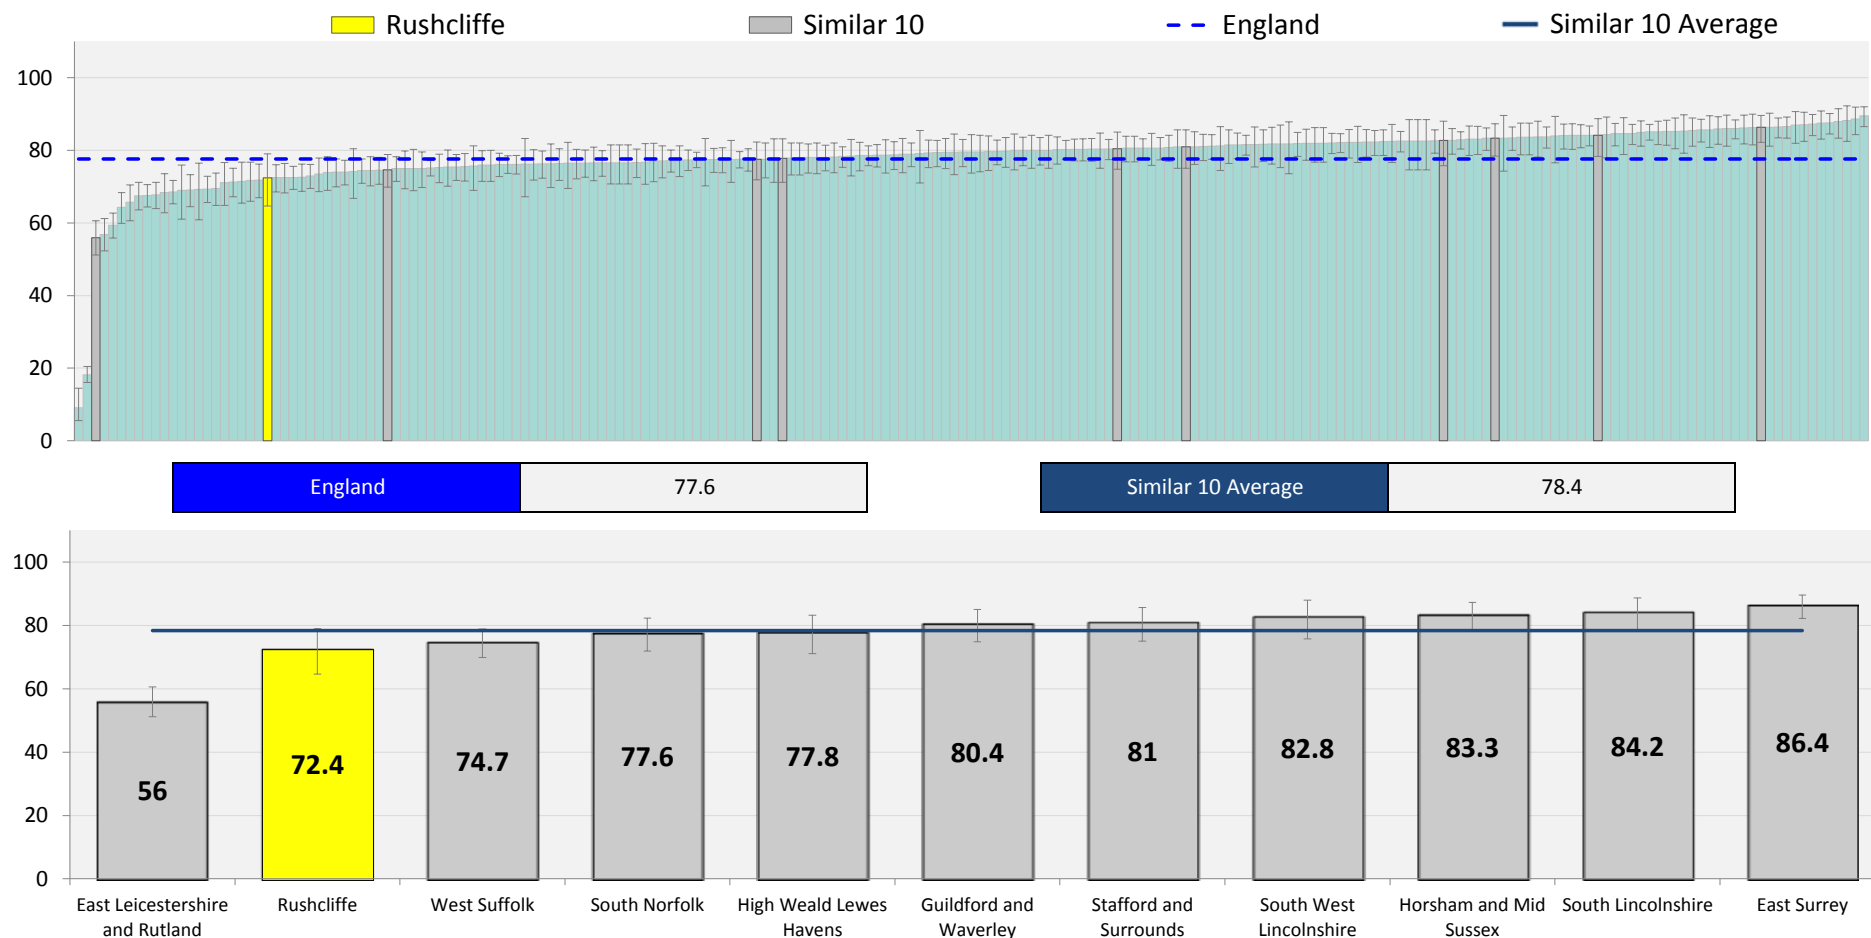 Rushcliffe
Similar 10
England
Similar 10 Average
100
80
60
40
20
0
England
77.6
Similar 10 Average
78.4
100
80
60
40
20
0
56
72.4
74.7
77.6
77.8
80.4
81
82.8
83.3
84.2
86.4
East Leicestershire
and Rutland
Rushcliffe
West Suffolk
South Norfolk
High Weald Lewes
Havens
Guildford and
Waverley
Stafford and
Surrounds
South West
Lincolnshire
Horsham and Mid
Sussex
South Lincolnshire
East Surrey